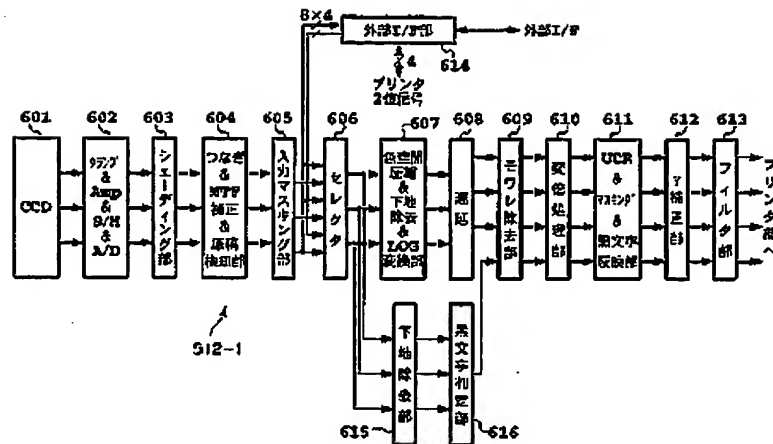 8×4
外部I/F部
外部I/F
614
4
プリンタ
2位信号
601
602
603
604
605
606
607
608
609
610
611
612
613
CCD
クランプ
&
Amp
&
S/H
&
A/D
シェーディング部
つなぎ
&
MTF
補正
&
原稿
検知部
入力マスキング部
セレクタ
色空間
圧縮
&
下地
除去
&
LOG
変換部
遅延
モワレ除去部
変倍処理部
UCR
&
マスキング
&
黒文字
反映部
γ補正部
フィルタ部
プリンタ部へ
512-1
下地除去部
黒文字判定部
615
616